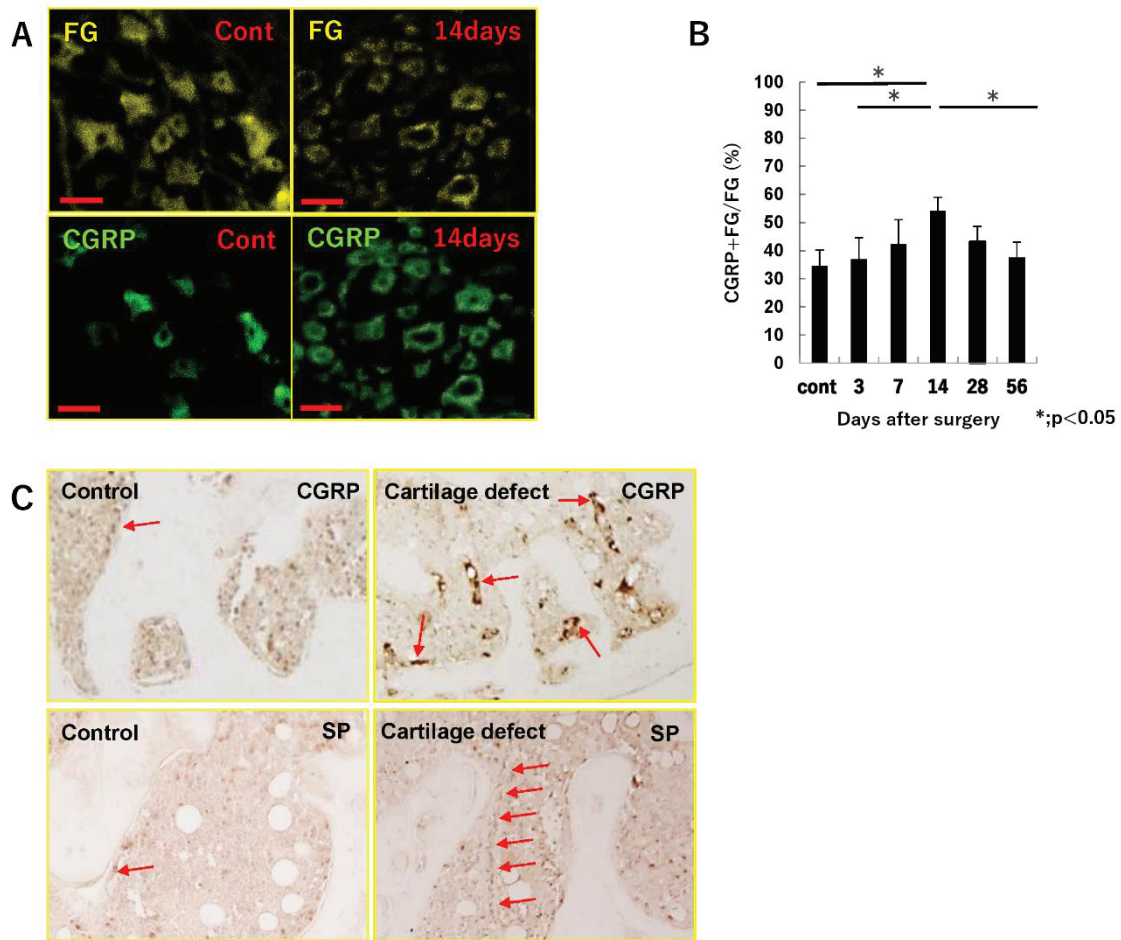 A
FG Cont
FG 14days
CGRP Cont
CGRP 14days
B
* * *
100
90
80
70
60
50
40
30
20
10
0
CGRP+FG/FG (%)
cont 3 7 14 28 56
Days after surgery
*;p<0.05
C
Control CGRP
Cartilage defect CGRP
Control SP
Cartilage defect SP